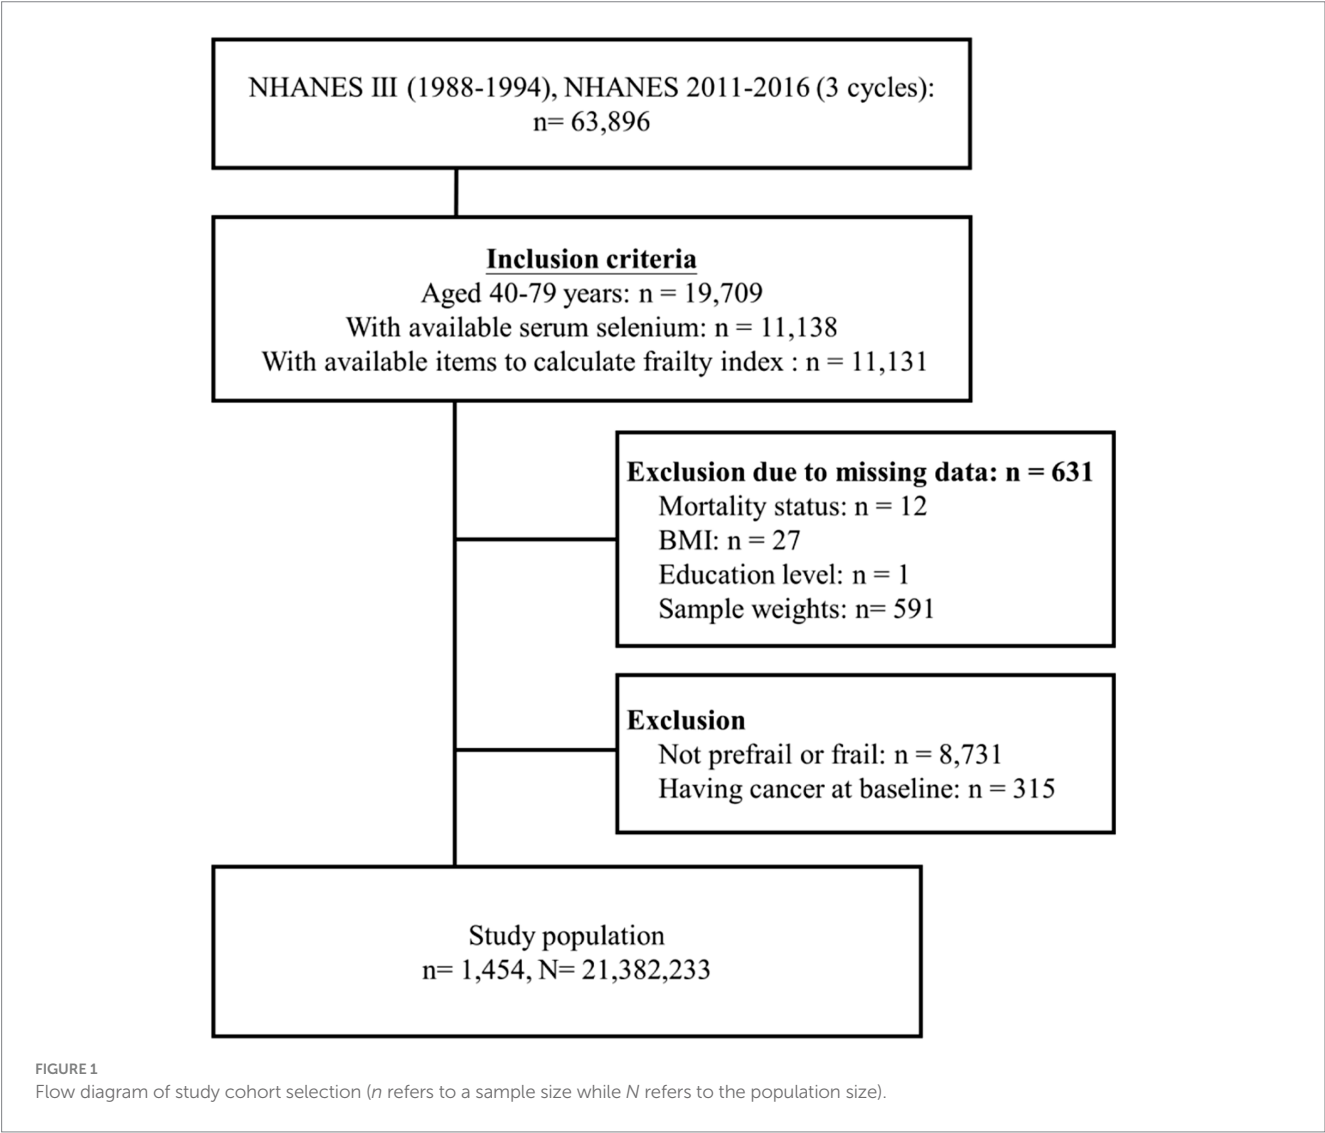 NHANES III (1988-1994), NHANES 2011-2016 (3 cycles):
n= 63,896
Inclusion criteria
Aged 40-79 years: n = 19,709
With available serum selenium: n = 11,138
With available items to calculate frailty index : n = 11,131
Exclusion due to missing data: n = 631
Mortality status: n = 12
BMI: n = 27
Education level: n = 1
Sample weights: n= 591
Exclusion
Not prefrail or frail: n = 8,731
Having cancer at baseline: n = 315
Study population
n= 1,454, N= 21,382,233
FIGURE 1
Flow diagram of study cohort selection (n refers to a sample size while N refers to the population size).